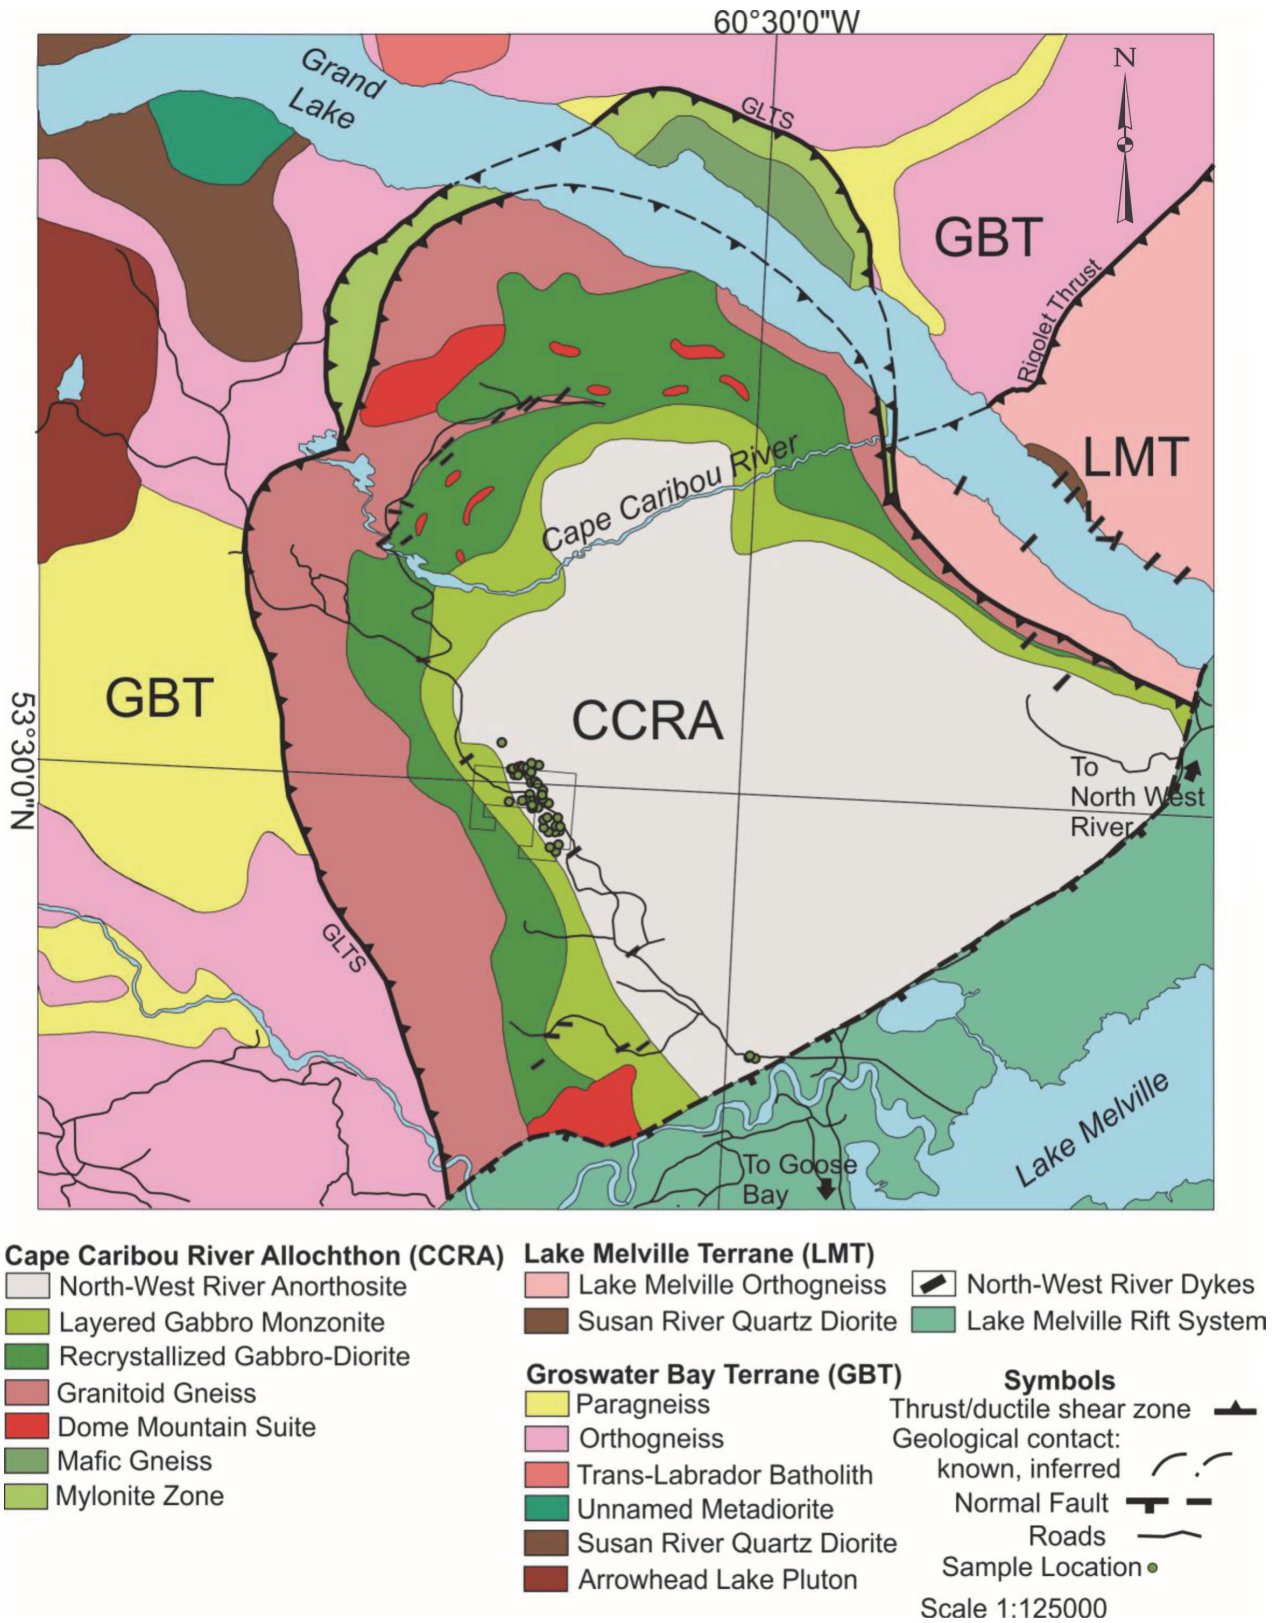 60°30'0"W
Grand
Lake
GLTS
N
GBT
Rigolet Thrust
LMT
Cape Caribou River
GBT
CCRA
53°30'0"N
To
North West
River
GLTS
Lake Melville
To Goose
Bay
Cape Caribou River Allochthon (CCRA)
North-West River Anorthosite
Layered Gabbro Monzonite
Recrystallized Gabbro-Diorite
Granitoid Gneiss
Dome Mountain Suite
Mafic Gneiss
Mylonite Zone
Lake Melville Terrane (LMT)
Lake Melville Orthogneiss
Susan River Quartz Diorite
North-West River Dykes
Lake Melville Rift System
Groswater Bay Terrane (GBT)
Paragneiss
Orthogneiss
Trans-Labrador Batholith
Unnamed Metadiorite
Susan River Quartz Diorite
Arrowhead Lake Pluton
Symbols
Thrust/ductile shear zone
Geological contact:
known, inferred
Normal Fault
Roads
Sample Location
Scale 1:125000